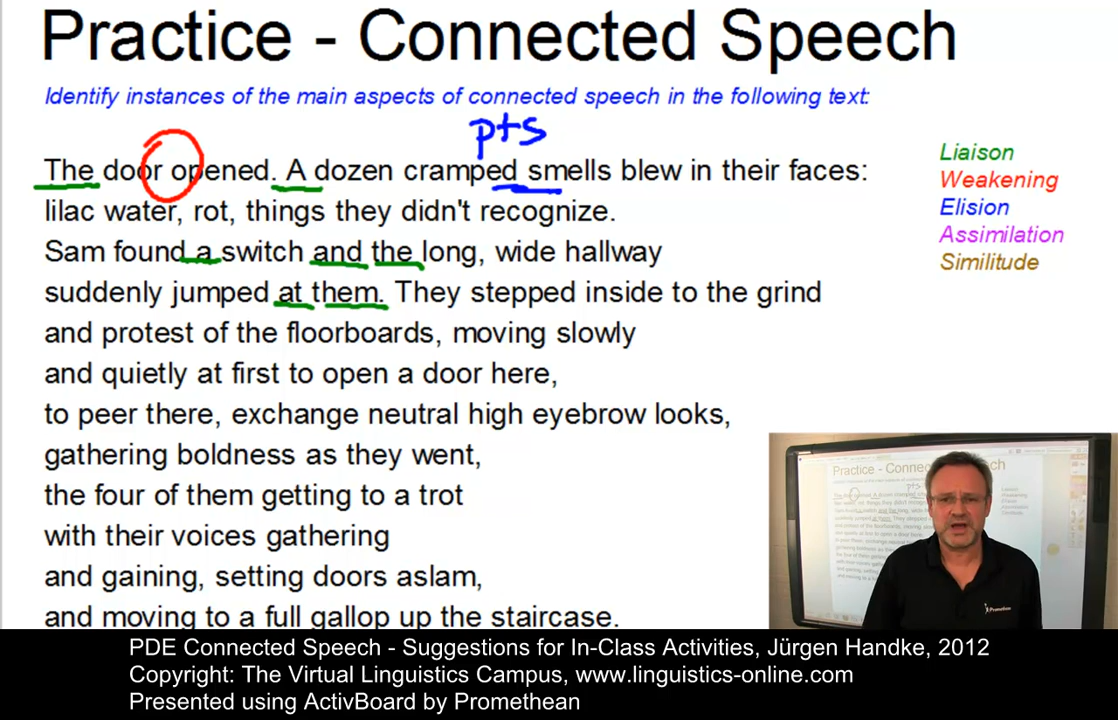 Practice - Connected Speech
Identify instances of the main aspects of connected speech in the following text:
pts
The door opened. A dozen cramped smells blew in their faces:
lilac water, rot, things they didn't recognize.
Sam found a switch and the long, wide hallway
suddenly jumped at them. They stepped inside to the grind
and protest of the floorboards, moving slowly
and quietly at first to open a door here,
to peer there, exchange neutral high eyebrow looks,
gathering boldness as they went,
the four of them getting to a trot
with their voices gathering
and gaining, setting doors aslam,
and moving to a full gallop up the staircase.
Liaison
Weakening
Elision
Assimilation
Similitude
Practice - Connected Speech
Promethean
PDE Connected Speech - Suggestions for In-Class Activities, Jürgen Handke, 2012
Copyright: The Virtual Linguistics Campus, www.linguistics-online.com
Presented using ActivBoard by Promethean